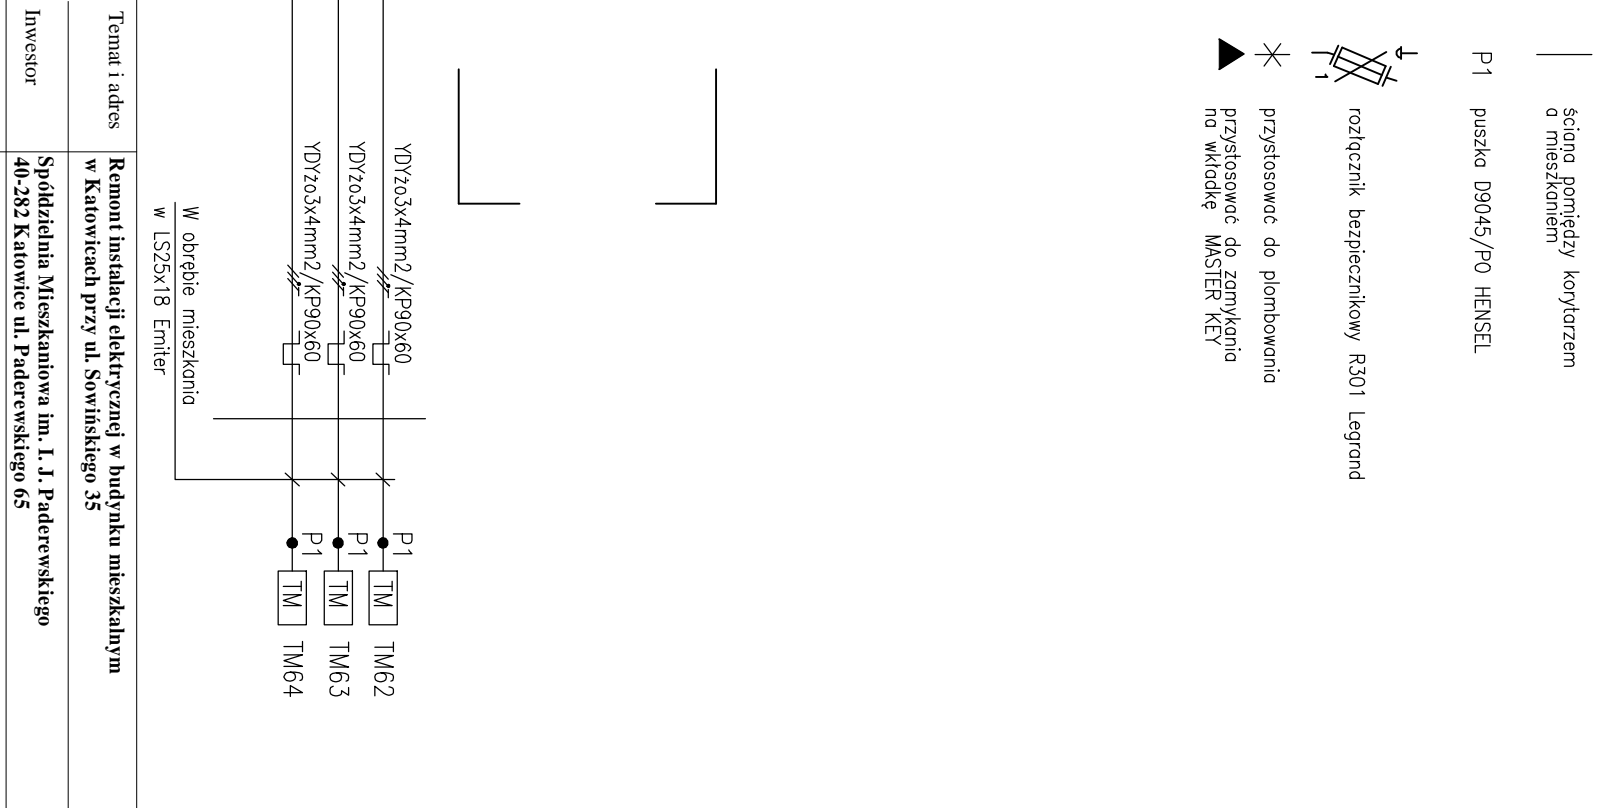 ściana pomiędzy korytarzem
a mieszkaniem
P1 puszka D9045/P0 HENSEL
1
rozłącznik bezpiecznikowy R301 Legrand
przystosować do plombowania
przystosować do zamykania
na wkładkę MASTER KEY
YDYżo3x4mm2/KP90x60
P1
TM
TM62
YDYżo3x4mm2/KP90x60
P1
TM
TM63
YDYżo3x4mm2/KP90x60
P1
TM
TM64
W obrębie mieszkania
w LS25x18 Emiter
Temat i adres
Remont instalacji elektrycznej w budynku mieszkalnym
w Katowicach przy ul. Sowińskiego 35
Inwestor
Spółdzielnia Mieszkaniowa im. I. J. Paderewskiego
40-282 Katowice ul. Paderewskiego 65